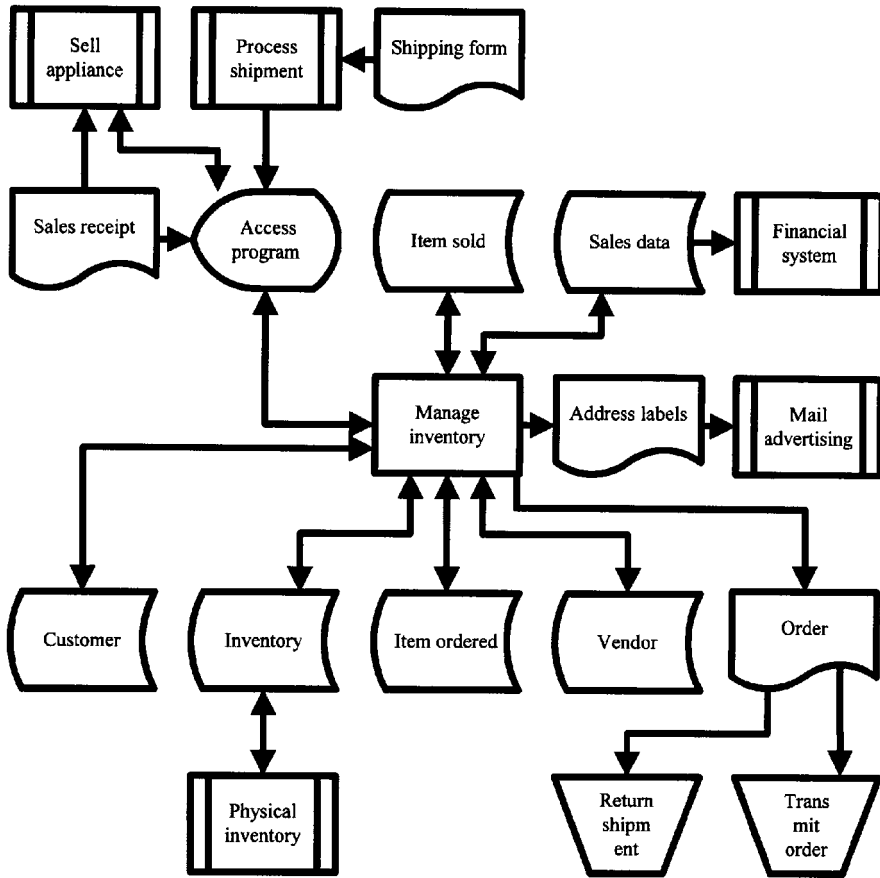 Sell
appliance
Process
shipment
Shipping form
Sales receipt
Access
program
Item sold
Sales data
Financial
system
Manage
inventory
Address labels
Mail
advertising
Customer
Inventory
Item ordered
Vendor
Order
Physical
inventory
Return
shipm
ent
Trans
mit
order